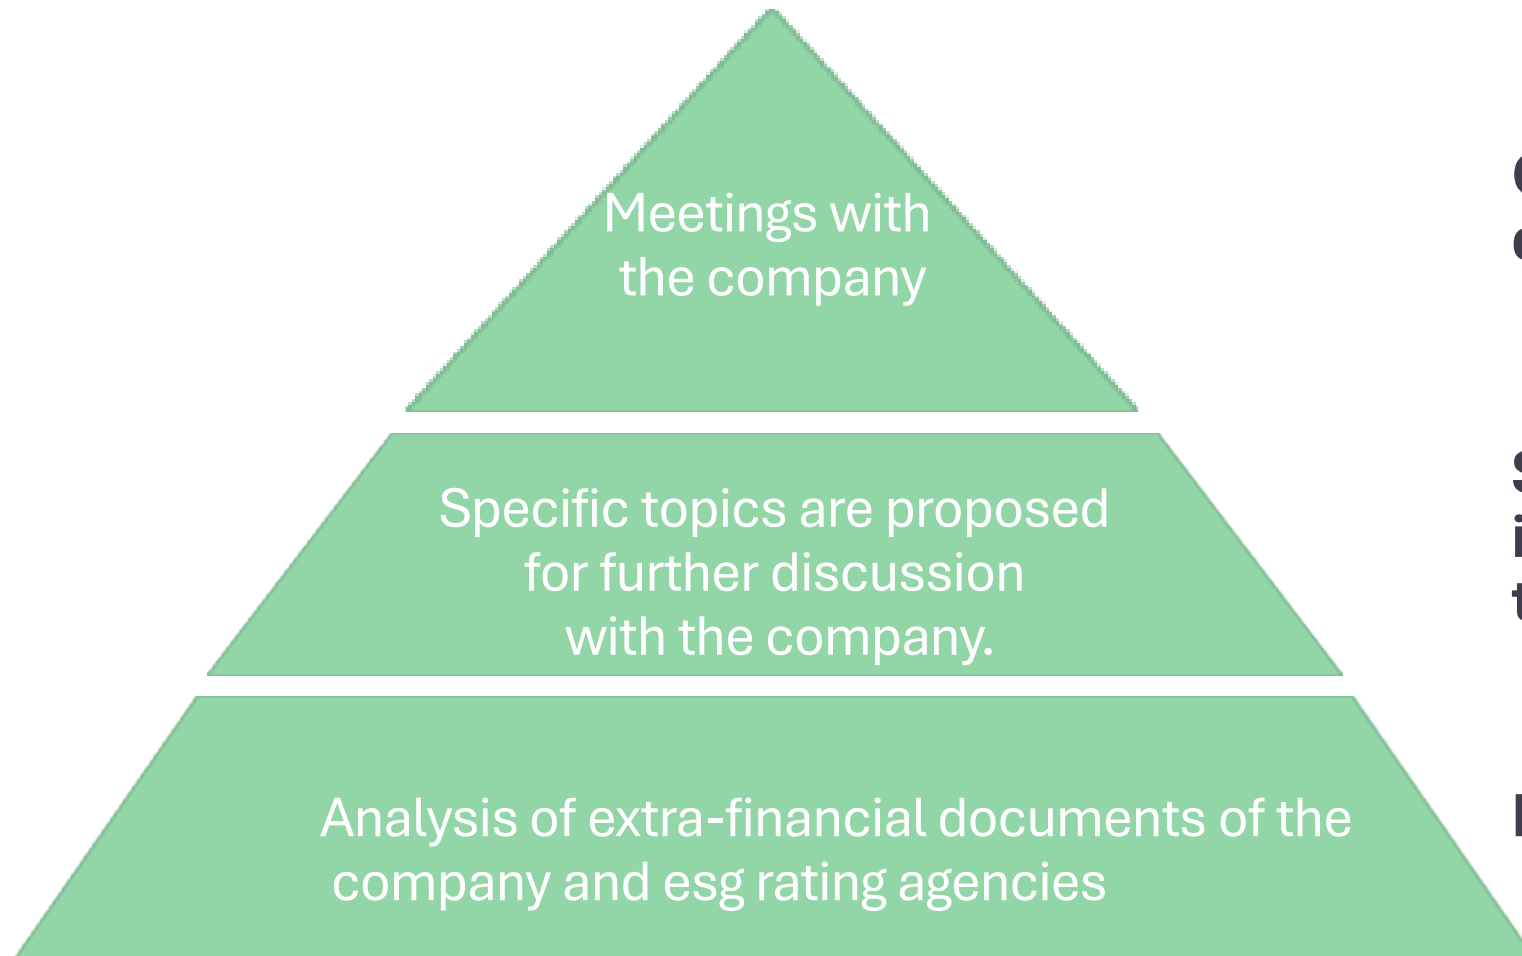 Meetings with
the company
Specific topics are proposed
for further discussion
with the company.
Analysis of extra-financial documents of the
company and esg rating agencies